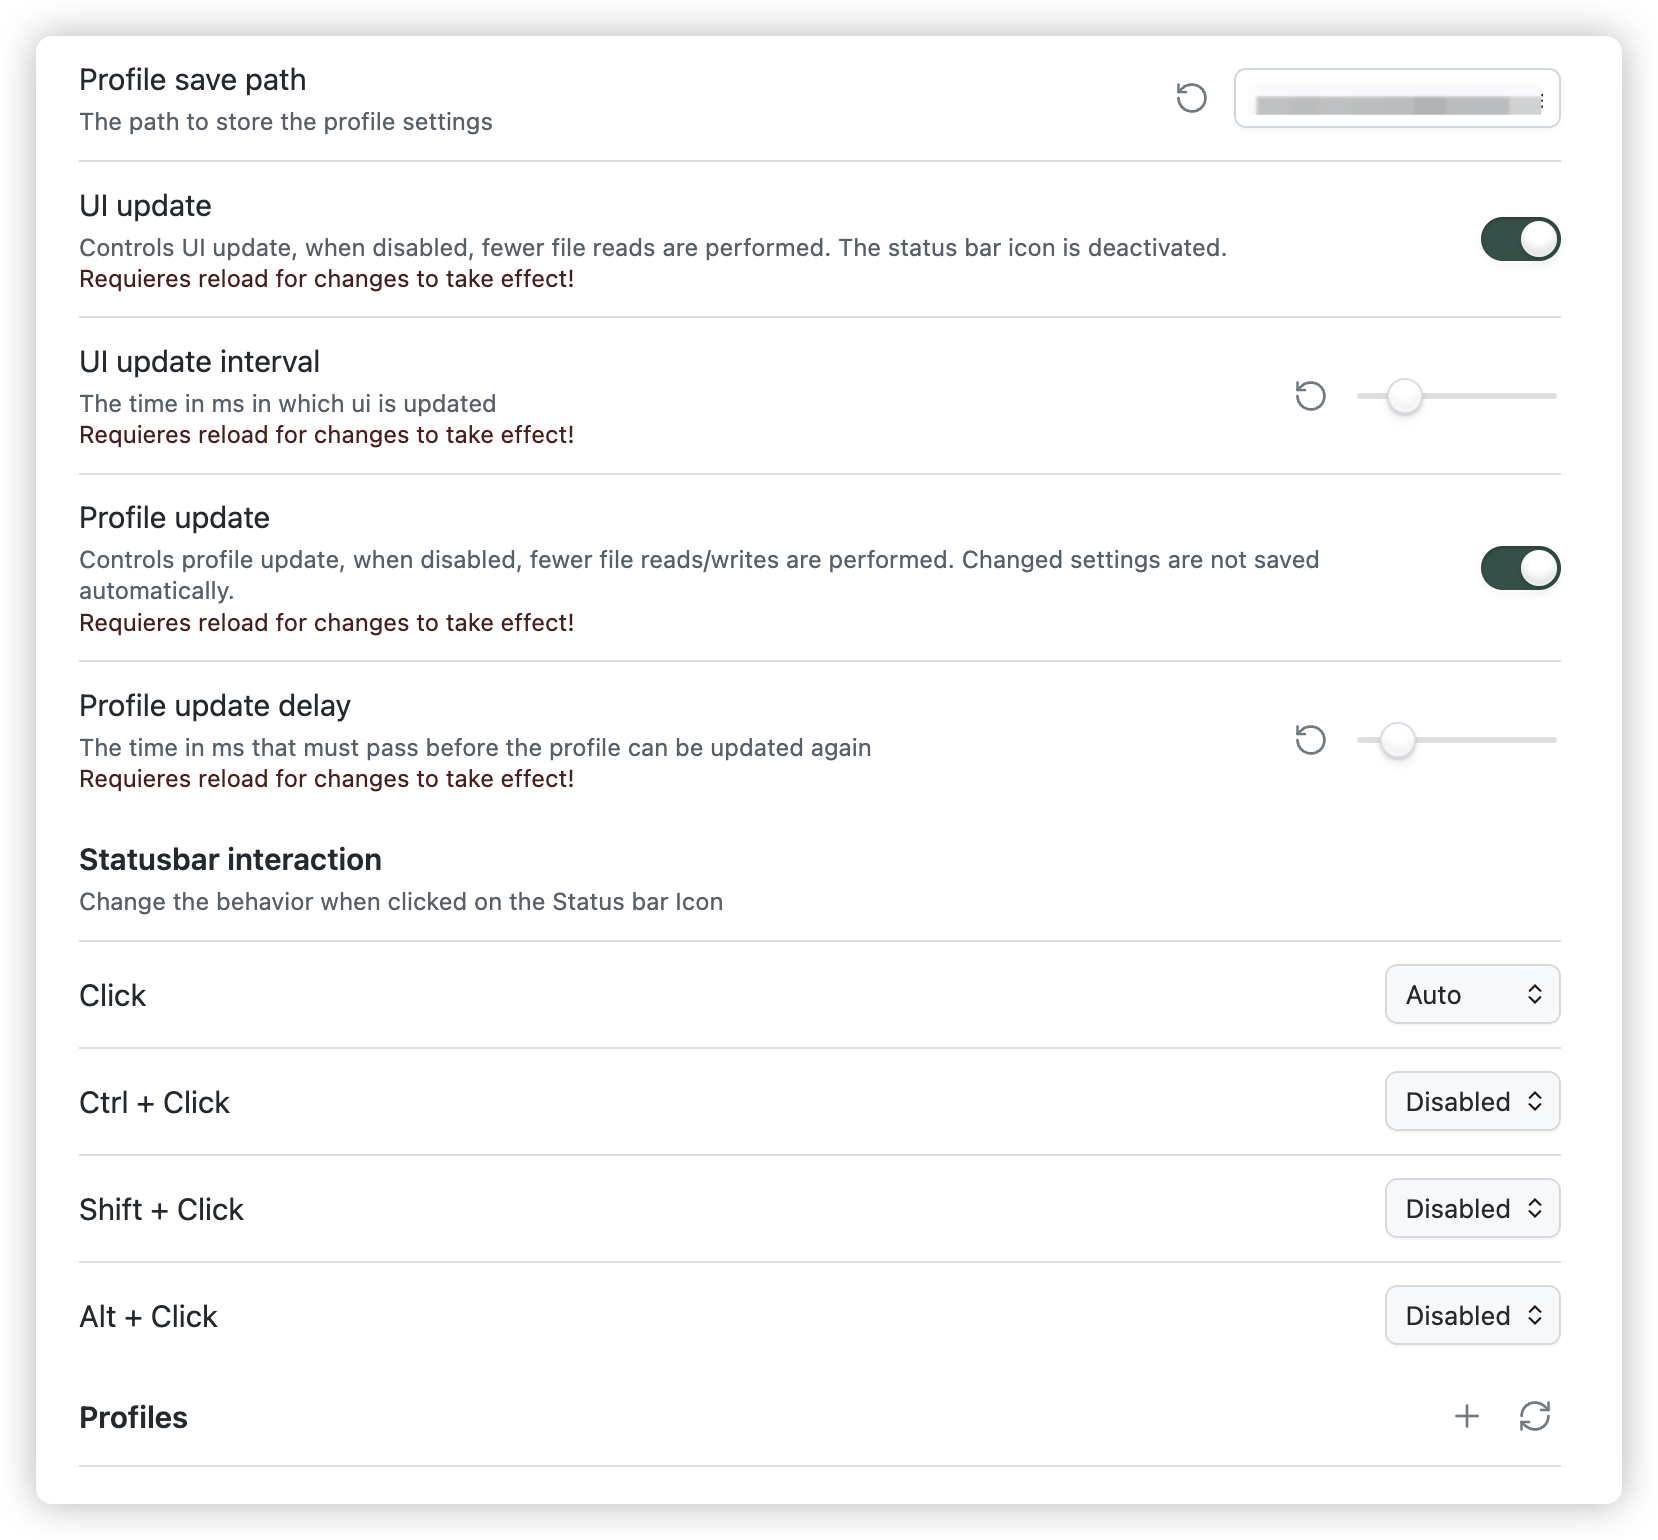 Profile save path
The path to store the profile settings
UI update
Controls UI update, when disabled, fewer file reads are performed. The status bar icon is deactivated.
Requieres reload for changes to take effect!
UI update interval
The time in ms in which ui is updated
Requieres reload for changes to take effect!
Profile update
Controls profile update, when disabled, fewer file reads/writes are performed. Changed settings are not saved
automatically.
Requieres reload for changes to take effect!
Profile update delay
The time in ms that must pass before the profile can be updated again
Requieres reload for changes to take effect!
Statusbar interaction
Change the behavior when clicked on the Status bar Icon
Click
Auto
Ctrl + Click
Disabled
Shift + Click
Disabled
Alt + Click
Disabled
Profiles